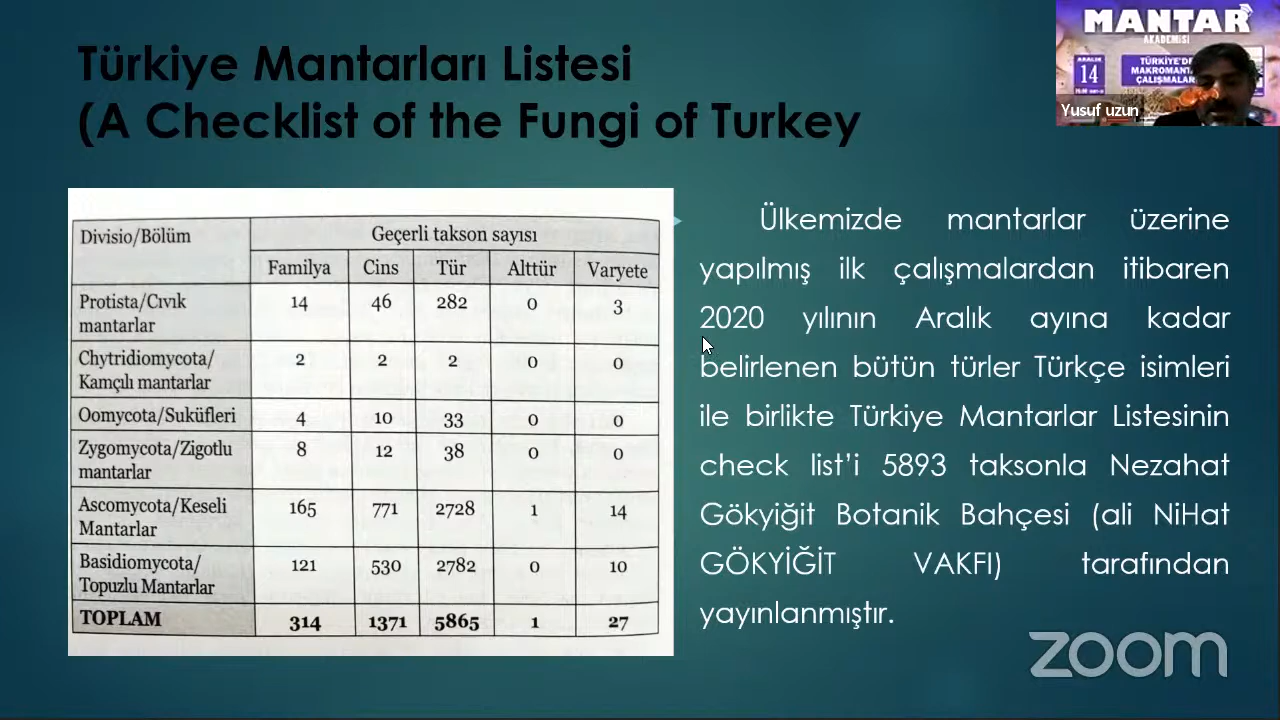 Türkiye Mantarları Listesi
(A Checklist of the Fungi of Turkey
MANTAR
AKADEMİSİ
ARALIK
14
TÜRKİYE'DE
ÇALIŞMALAR
Yusuf uzun
Divisio/Bölüm Geçerli takson sayısı
Familya Cins Tür Alttür Varyete
Protista/Cıvık mantarlar 14 46 282 0 3
Chytridiomycota/ Kamçılı mantarlar 2 2 2 0 0
Oomycota/Suküfleri 4 10 33 0 0
Zygomycota/Zigotlu mantarlar 8 12 38 0 0
Ascomycota/Keseli Mantarlar 165 771 2728 1 14
Basidiomycota/ Topuzlu Mantarlar 121 530 2782 0 10
TOPLAM 314 1371 5865 1 27
Ülkemizde mantarlar üzerine
yapılmış ilk çalışmalardan itibaren
2020 yılının Aralık ayına kadar
belirlenen bütün türler Türkçe isimleri
ile birlikte Türkiye Mantarlar Listesinin
check list'i 5893 taksonla Nezahat
Gökyiğit Botanik Bahçesi (ali NiHat
GÖKYİĞİT VAKFI) tarafından
yayınlanmıştır.
zoom